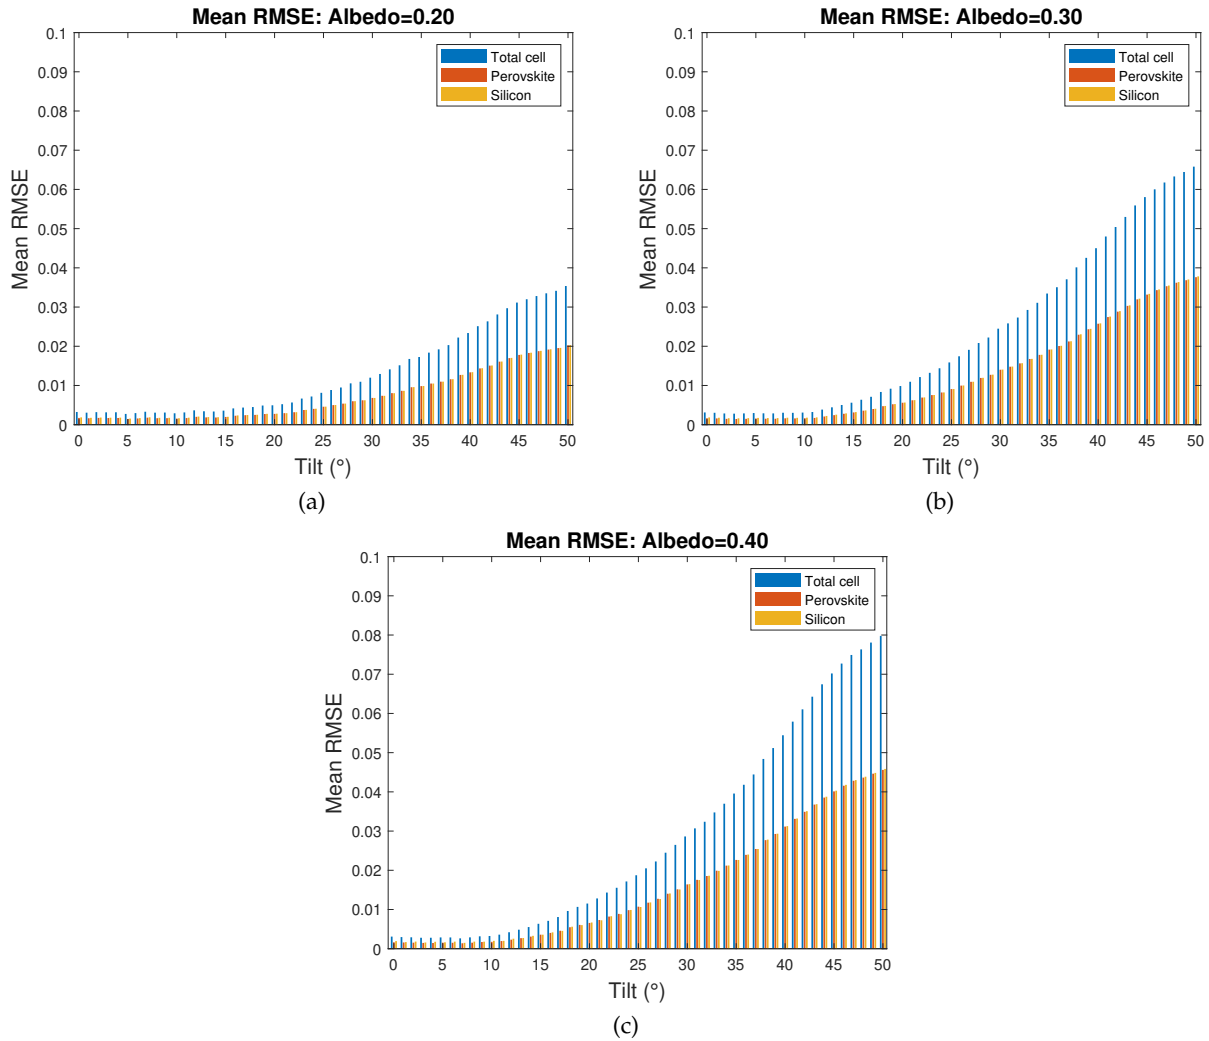 Mean RMSE: Albedo=0.20
0.1
0.09
0.08
0.07
0.06
0.05
0.04
0.03
0.02
0.01
0
Mean RMSE
Total cell
Perovskite
Silicon
0 5 10 15 20 25 30 35 40 45 50
Tilt (°)
(a)
Mean RMSE: Albedo=0.30
0.1
0.09
0.08
0.07
0.06
0.05
0.04
0.03
0.02
0.01
0
Mean RMSE
Total cell
Perovskite
Silicon
0 5 10 15 20 25 30 35 40 45 50
Tilt (°)
(b)
Mean RMSE: Albedo=0.40
0.1
0.09
0.08
0.07
0.06
0.05
0.04
0.03
0.02
0.01
0
Mean RMSE
Total cell
Perovskite
Silicon
0 5 10 15 20 25 30 35 40 45 50
Tilt (°)
(c)